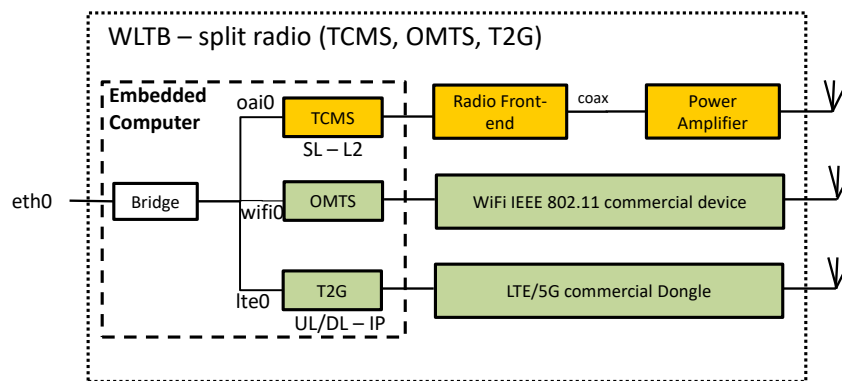 WLTB – split radio (TCMS, OMTS, T2G)
Embedded
Computer
oai0
TCMS
SL – L2
Radio Front-
end
coax
Power
Amplifier
eth0
Bridge
wifi0
OMTS
WiFi IEEE 802.11 commercial device
lte0
T2G
UL/DL – IP
LTE/5G commercial Dongle